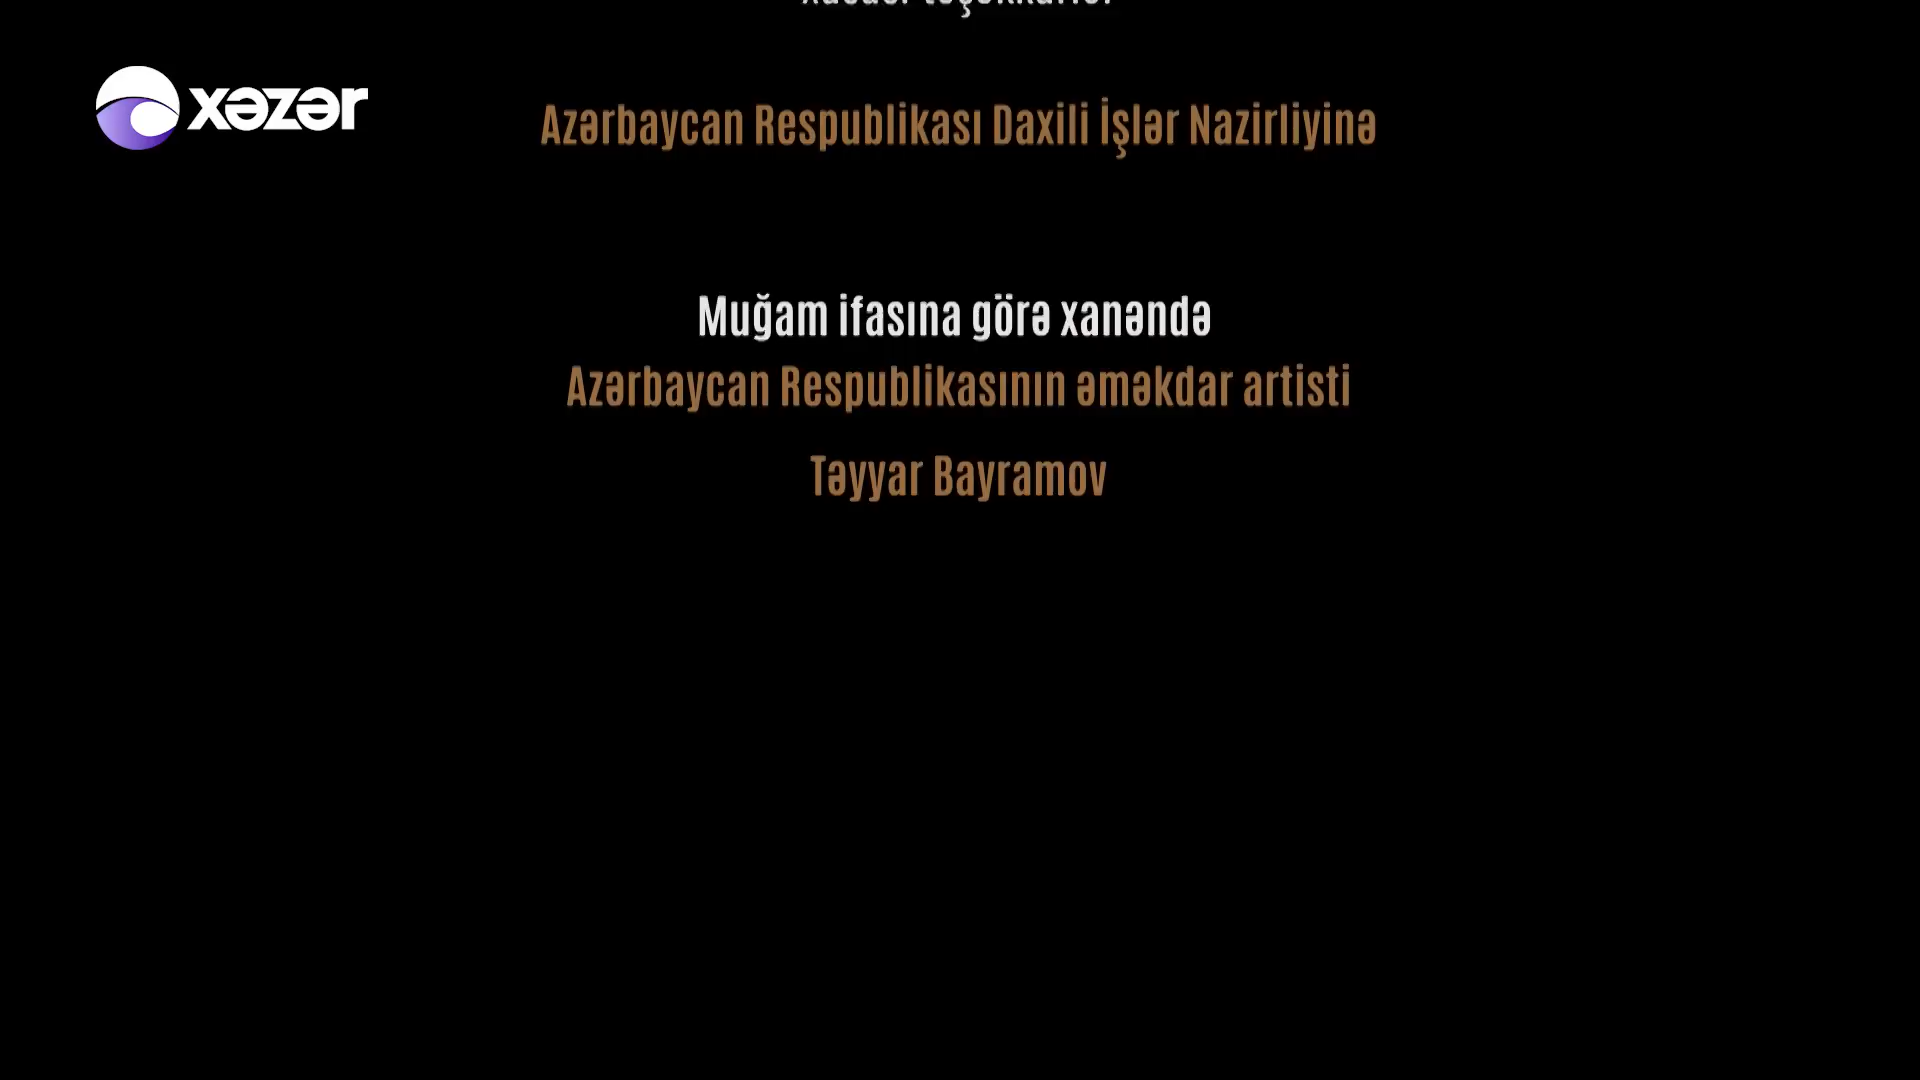 xəzər
Azərbaycan Respublikası Daxili İşlər Nazirliyinə
Muğam ifasına görə xanəndə
Azərbaycan Respublikasının əməkdar artisti
Təyyar Bayramov